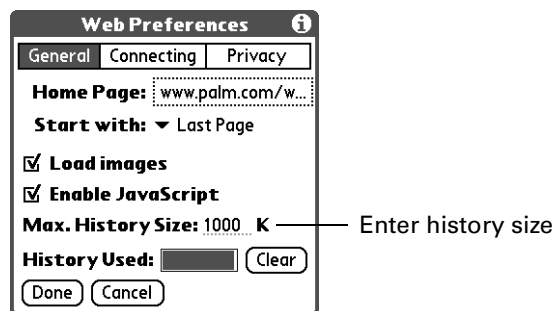 Web Preferences
General Connecting Privacy
Home Page: www.palm.com/w...
Start with: Last Page
Load images
Enable JavaScript
Max. History Size: 1000 K Enter history size
History Used: Clear
Done Cancel